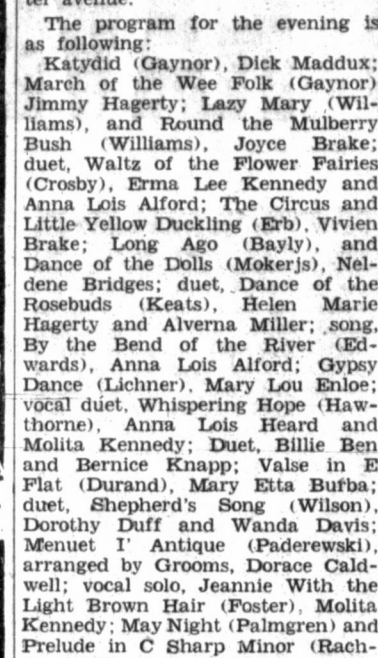 ter avenue.
The program for the evening is
as following:
Katydid (Gaynor), Dick Maddux;
March of the Wee Folk (Gaynor)
Jimmy Hagerty; Lazy Mary (Wil-
liams), and Round the Mulberry
Bush (Williams), Joyce Brake;
duet, Waltz of the Flower Fairies
(Crosby), Erma Lee Kennedy and
Anna Lois Alford; The Circus and
Little Yellow Duckling (Erb), Vivien
Brake; Long Ago (Bayly), and
Dance of the Dolls (Mokerjs), Nel-
dene Bridges; duet, Dance of the
Rosebuds (Keats), Helen Marie
Hagerty and Alverna Miller; song,
By the Bend of the River (Ed-
wards), Anna Lois Alford; Gypsy
Dance (Lichner), Mary Lou Enloe;
vocal duet, Whispering Hope (Haw-
thorne), Anna Lois Heard and
Molita Kennedy; Duet, Billie Ben
and Bernice Knapp; Valse in E
Flat (Durand), Mary Etta Bufba;
duet, Shepherd's Song (Wilson),
Dorothy Duff and Wanda Davis;
Menuet I' Antique (Paderewski),
arranged by Grooms, Dorace Cald-
well; vocal solo, Jeannie With the
Light Brown Hair (Foster), Molita
Kennedy; May Night (Palmgren) and
Prelude in C Sharp Minor (Rach-